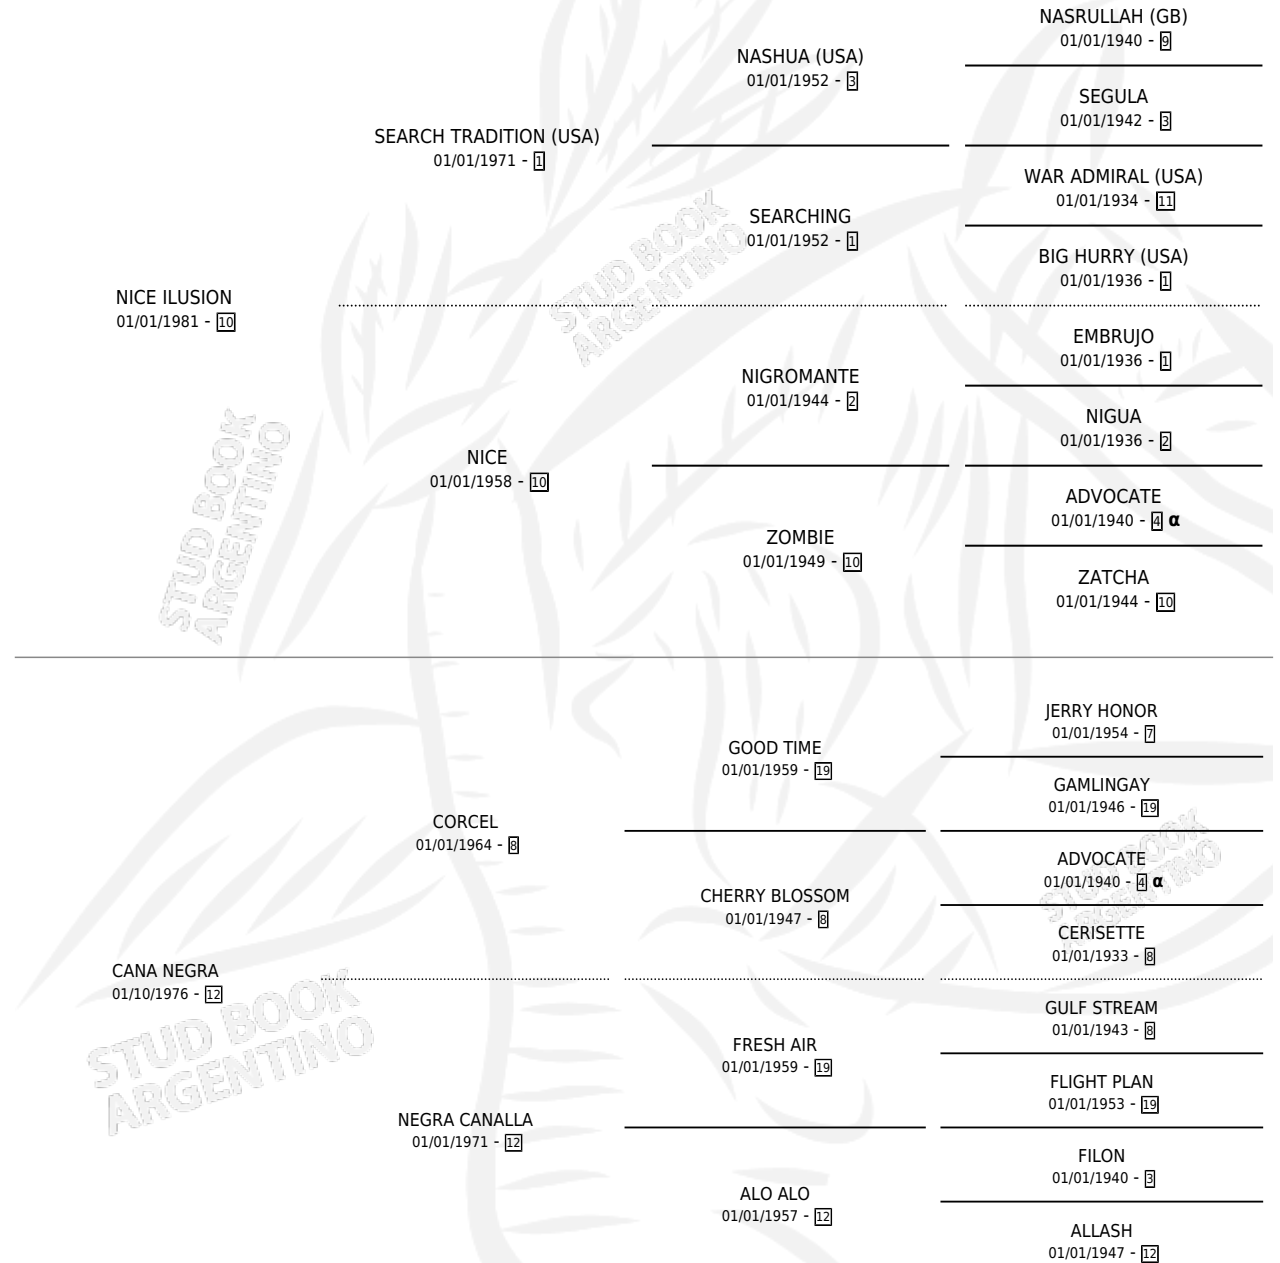 NASRULLAH (GB)
01/01/1940 - 9
NASHUA (USA)
01/01/1952 - 3
SEGULA
01/01/1942 - 3
SEARCH TRADITION (USA)
01/01/1971 - 1
WAR ADMIRAL (USA)
01/01/1934 - 11
SEARCHING
01/01/1952 - 1
BIG HURRY (USA)
01/01/1936 - 1
NICE ILUSION
01/01/1981 - 10
EMBRUJO
01/01/1936 - 1
NIGROMANTE
01/01/1944 - 2
NIGUA
01/01/1936 - 2
NICE
01/01/1958 - 10
ADVOCATE
01/01/1940 - 4 α
ZOMBIE
01/01/1949 - 10
ZATCHA
01/01/1944 - 10
JERRY HONOR
01/01/1954 - 7
GOOD TIME
01/01/1959 - 19
GAMLINGAY
01/01/1946 - 19
CORCEL
01/01/1964 - 8
ADVOCATE
01/01/1940 - 4 α
CHERRY BLOSSOM
01/01/1947 - 8
CERISETTE
01/01/1933 - 8
CANA NEGRA
01/10/1976 - 12
GULF STREAM
01/01/1943 - 8
FRESH AIR
01/01/1959 - 19
FLIGHT PLAN
01/01/1953 - 19
NEGRA CANALLA
01/01/1971 - 12
FILON
01/01/1940 - 3
ALO ALO
01/01/1957 - 12
ALLASH
01/01/1947 - 12
STUD BOOK
ARGENTINO
STUD BOOK
ARGENTINO
STUD BOOK
ARGENTINO
STUD BOOK
ARGENTINO